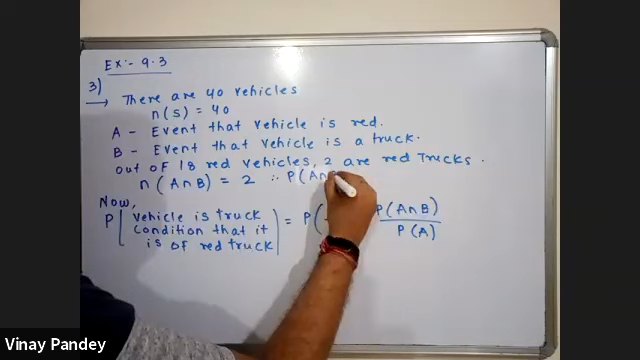 Ex:- 9.3
3)
→ There are 40 vehicles
n(S) = 40
A - Event that vehicle is red.
B - Event that vehicle is a truck.
out of 18 red vehicles, 2 are red Trucks.
n(A∩B) = 2 ∴ P(A∩
Now,
P[vehicle is truck condition that it is of red truck] = P( P(A∩B) / P(A)
Vinay Pandey